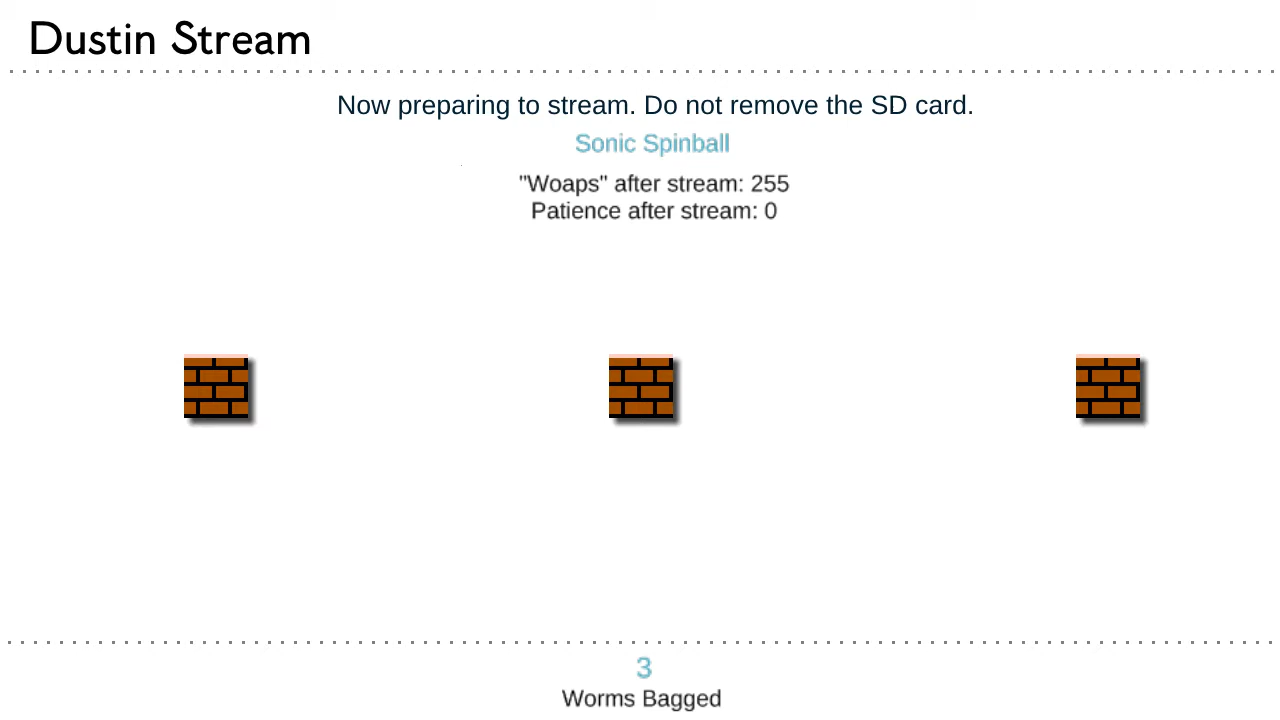 Dustin Stream
Now preparing to stream. Do not remove the SD card.
Sonic Spinball
"Woaps" after stream: 255
Patience after stream: 0
3
Worms Bagged